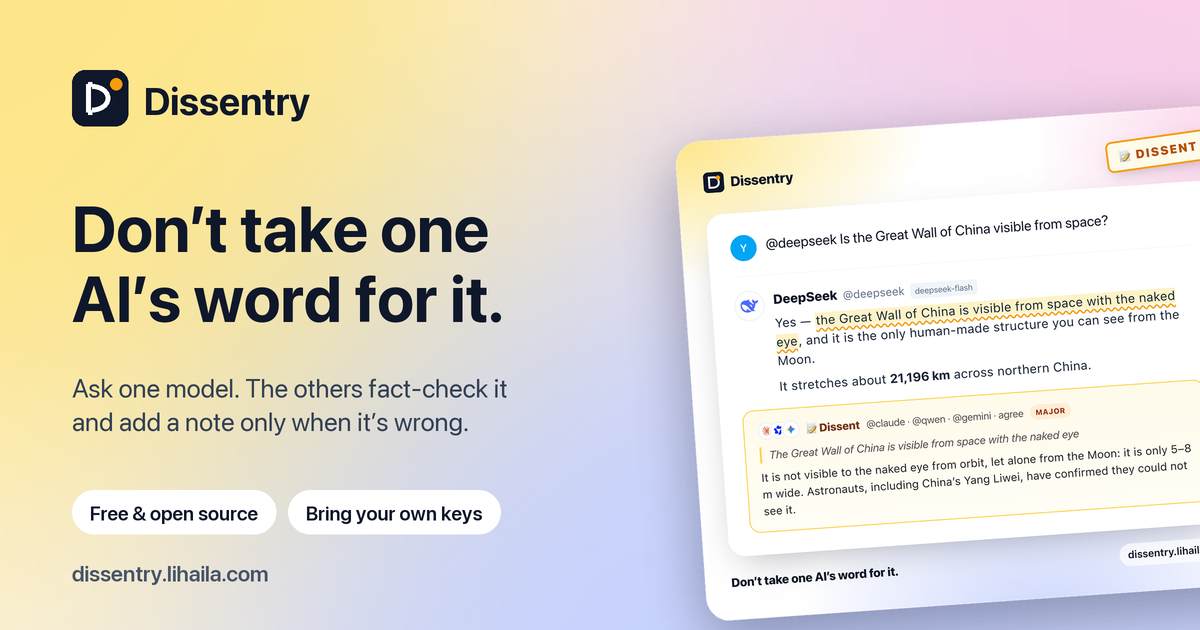 Dissentry
Don’t take one
AI’s word for it.
Ask one model. The others fact-check it
and add a note only when it’s wrong.
Free & open source
Bring your own keys
dissentry.lihaila.com
Dissentry
DISSENT
Y
@deepseek Is the Great Wall of China visible from space?
DeepSeek @deepseek deepseek-flash
Yes — the Great Wall of China is visible from space with the naked
eye, and it is the only human-made structure you can see from the
Moon.
It stretches about 21,196 km across northern China.
Dissent @claude · @qwen · @gemini · agree MAJOR
The Great Wall of China is visible from space with the naked eye
It is not visible to the naked eye from orbit, let alone from the Moon: it is only 5–8
m wide. Astronauts, including China’s Yang Liwei, have confirmed they could not
see it.
Don’t take one AI’s word for it.
dissentry.lihaila